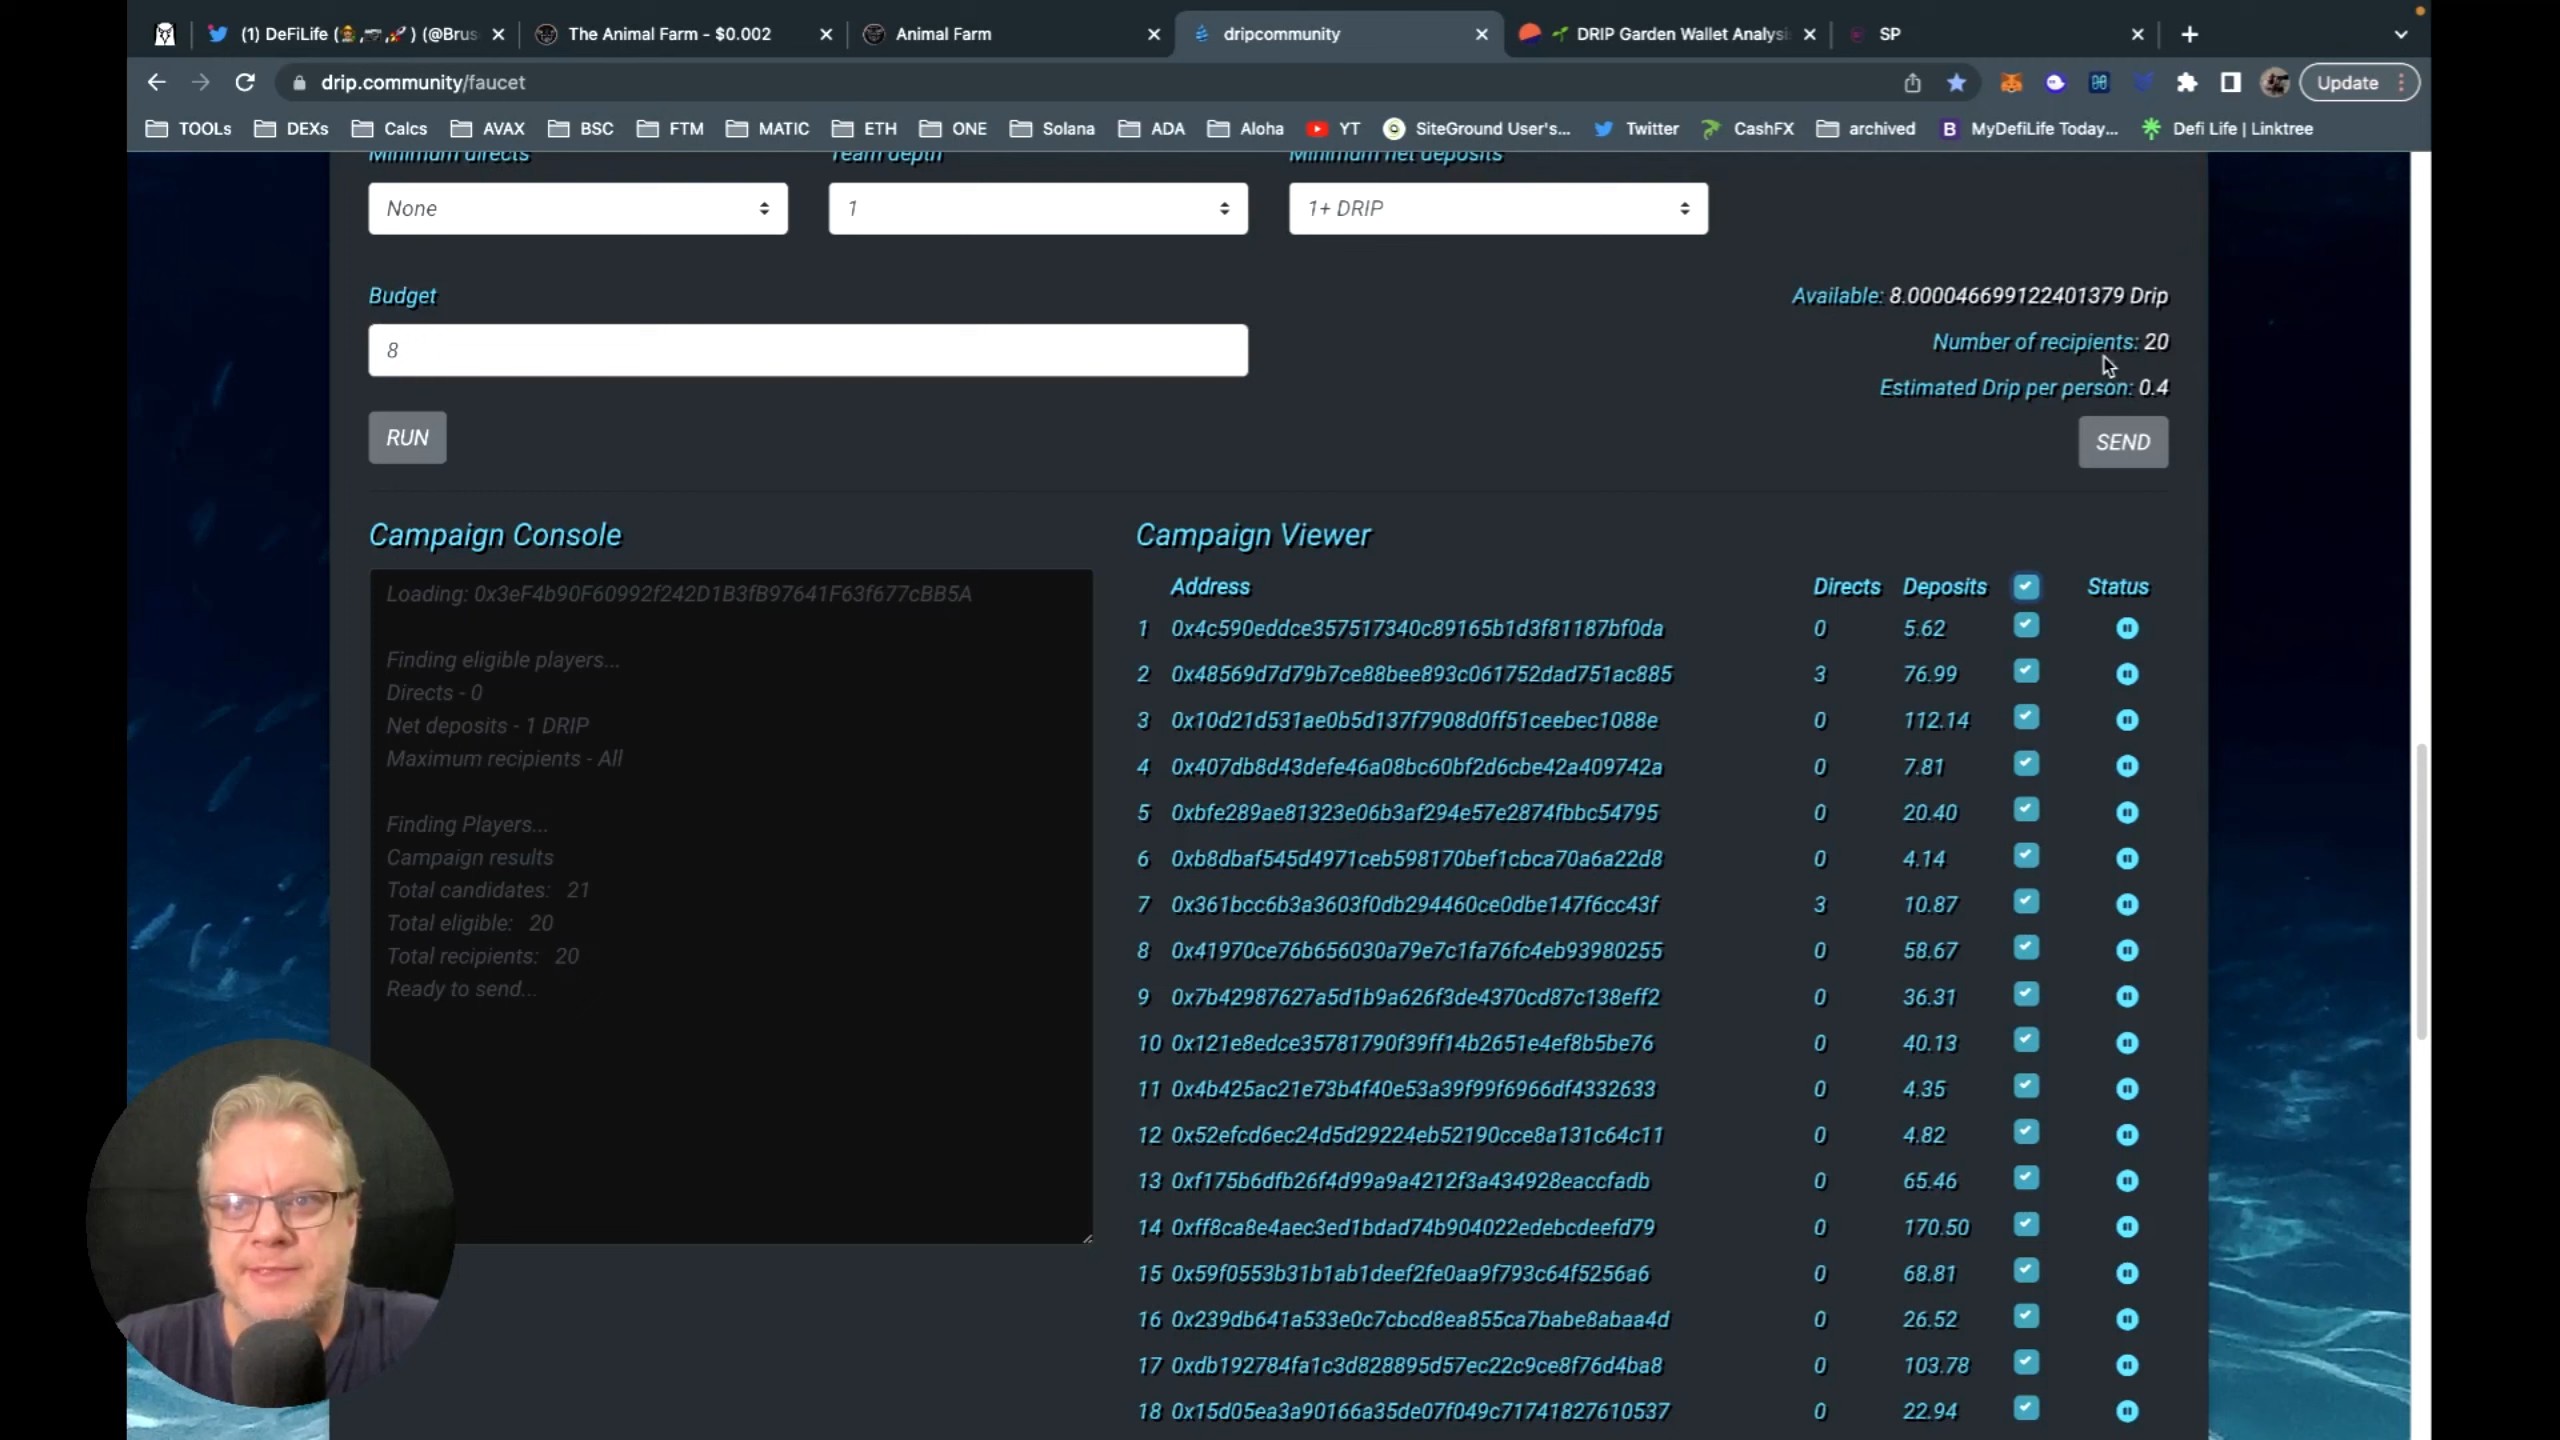 (1) DeFiLife (🧑‍🌾,🔫,🚀) (@Brus
The Animal Farm - $0.002
Animal Farm
dripcommunity
DRIP Garden Wallet Analysi
SP
drip.community/faucet
Update
TOOLs
DEXs
Calcs
AVAX
BSC
FTM
MATIC
ETH
ONE
Solana
ADA
Aloha
YT
SiteGround User's...
Twitter
CashFX
archived
MyDefiLife Today...
Defi Life | Linktree
Minimum directs
Team depth
Minimum net deposits
None
1
1+ DRIP
Budget
Available: 8.000046699122401379 Drip
8
Number of recipients: 20
Estimated Drip per person: 0.4
RUN
SEND
Campaign Console
Loading: 0x3eF4b90F60992f242D1B3fB97641F63f677cBB5A
Finding eligible players...
Directs - 0
Net deposits - 1 DRIP
Maximum recipients - All
Finding Players...
Campaign results
Total candidates: 21
Total eligible: 20
Total recipients: 20
Ready to send...
Campaign Viewer
Address Directs Deposits Status
1 0x4c590eddce357517340c89165b1d3f81187bf0da 0 5.62
2 0x48569d7d79b7ce88bee893c061752dad751ac885 3 76.99
3 0x10d21d531ae0b5d137f7908d0ff51ceebec1088e 0 112.14
4 0x407db8d43defe46a08bc60bf2d6cbe42a409742a 0 7.81
5 0xbfe289ae81323e06b3af294e57e2874fbbc54795 0 20.40
6 0xb8dbaf545d4971ceb598170bef1cbca70a6a22d8 0 4.14
7 0x361bcc6b3a3603f0db294460ce0dbe147f6cc43f 3 10.87
8 0x41970ce76b656030a79e7c1fa76fc4eb93980255 0 58.67
9 0x7b42987627a5d1b9a626f3de4370cd87c138eff2 0 36.31
10 0x121e8edce35781790f39ff14b2651e4ef8b5be76 0 40.13
11 0x4b425ac21e73b4f40e53a39f99f6966df4332633 0 4.35
12 0x52efcd6ec24d5d29224eb52190cce8a131c64c11 0 4.82
13 0xf175b6dfb26f4d99a9a4212f3a434928eaccfadb 0 65.46
14 0xff8ca8e4aec3ed1bdad74b904022edebcdeefd79 0 170.50
15 0x59f0553b31b1ab1deef2fe0aa9f793c64f5256a6 0 68.81
16 0x239db641a533e0c7cbcd8ea855ca7babe8abaa4d 0 26.52
17 0xdb192784fa1c3d828895d57ec22c9ce8f76d4ba8 0 103.78
18 0x15d05ea3a90166a35de07f049c71741827610537 0 22.94